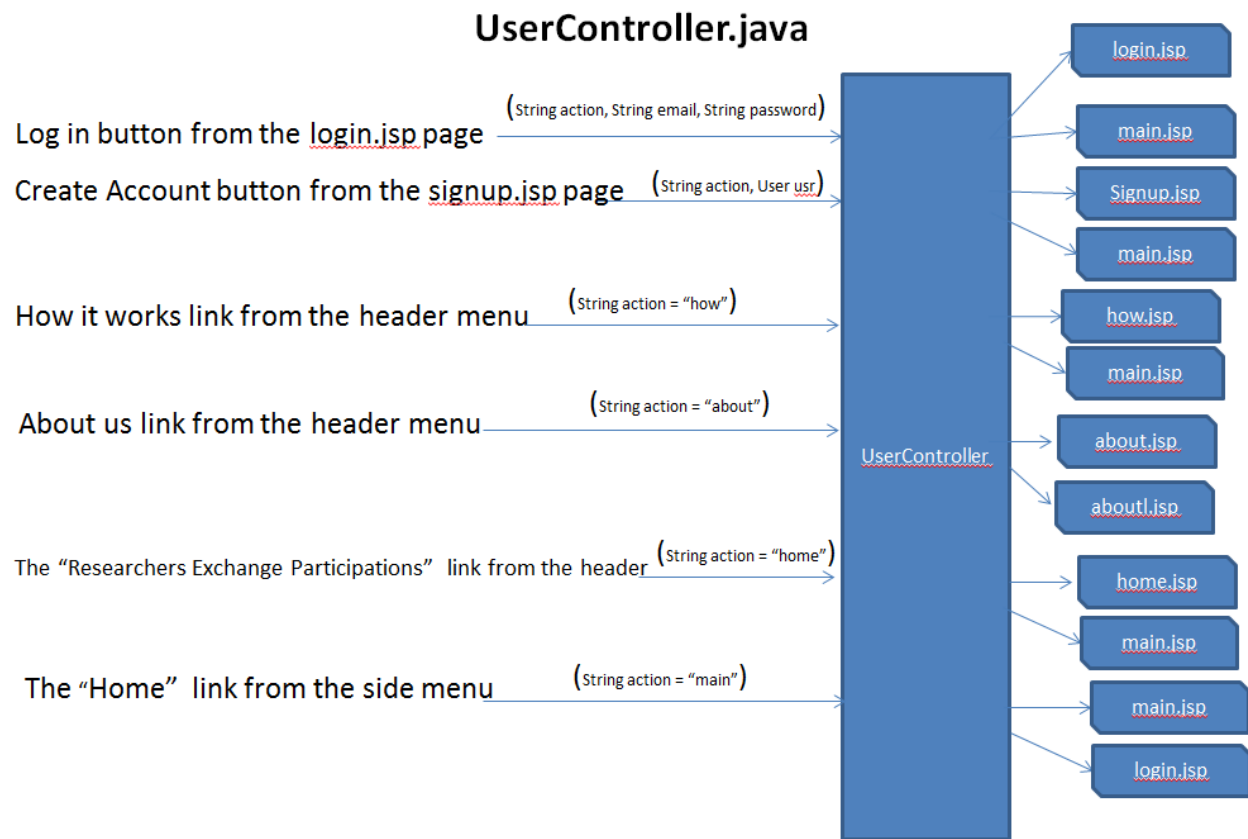 UserController.java
login.jsp
(String action, String email, String password)
Log in button from the login.jsp page
main.jsp
Create Account button from the signup.jsp page
(String action, User usr)
Signup.jsp
main.jsp
How it works link from the header menu
(String action = “how”)
how.jsp
main.jsp
About us link from the header menu
(String action = “about”)
about.jsp
UserController
aboutl.jsp
The “Researchers Exchange Participations” link from the header
(String action = “home”)
home.jsp
main.jsp
The “Home” link from the side menu
(String action = “main”)
main.jsp
login.jsp